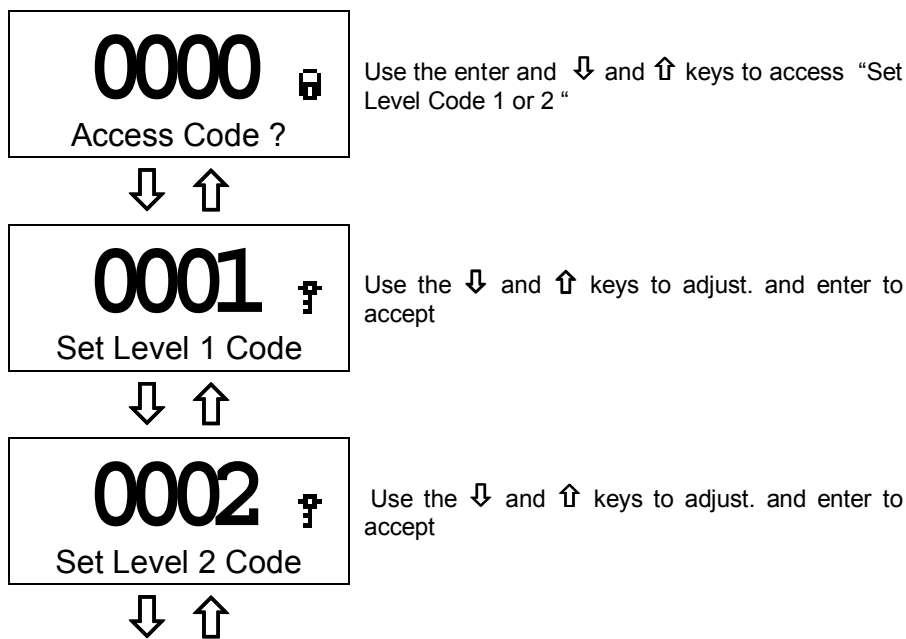 0000
Access Code ?
Use the enter and ⇩ and ⇧ keys to access “Set
Level Code 1 or 2 “
⇩ ⇧
0001
Set Level 1 Code
Use the ⇩ and ⇧ keys to adjust. and enter to
accept
⇩ ⇧
0002
Set Level 2 Code
Use the ⇩ and ⇧ keys to adjust. and enter to
accept
⇩ ⇧